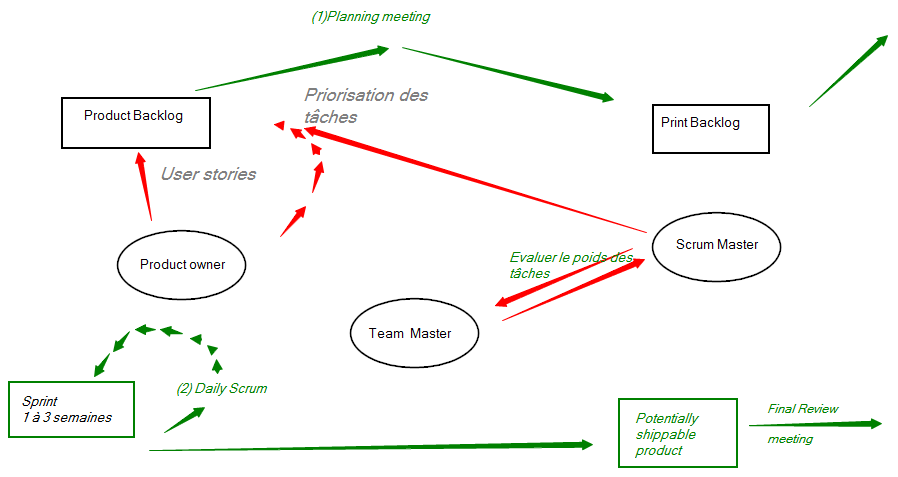 (1)Planning meeting
Priorisation des
tâches
Product Backlog
Print Backlog
User stories
Product owner
Scrum Master
Evaluer le poids des
tâches
Team Master
(2) Daily Scrum
Sprint
1 à 3 semaines
Potentially
shippable
product
Final Review
meeting